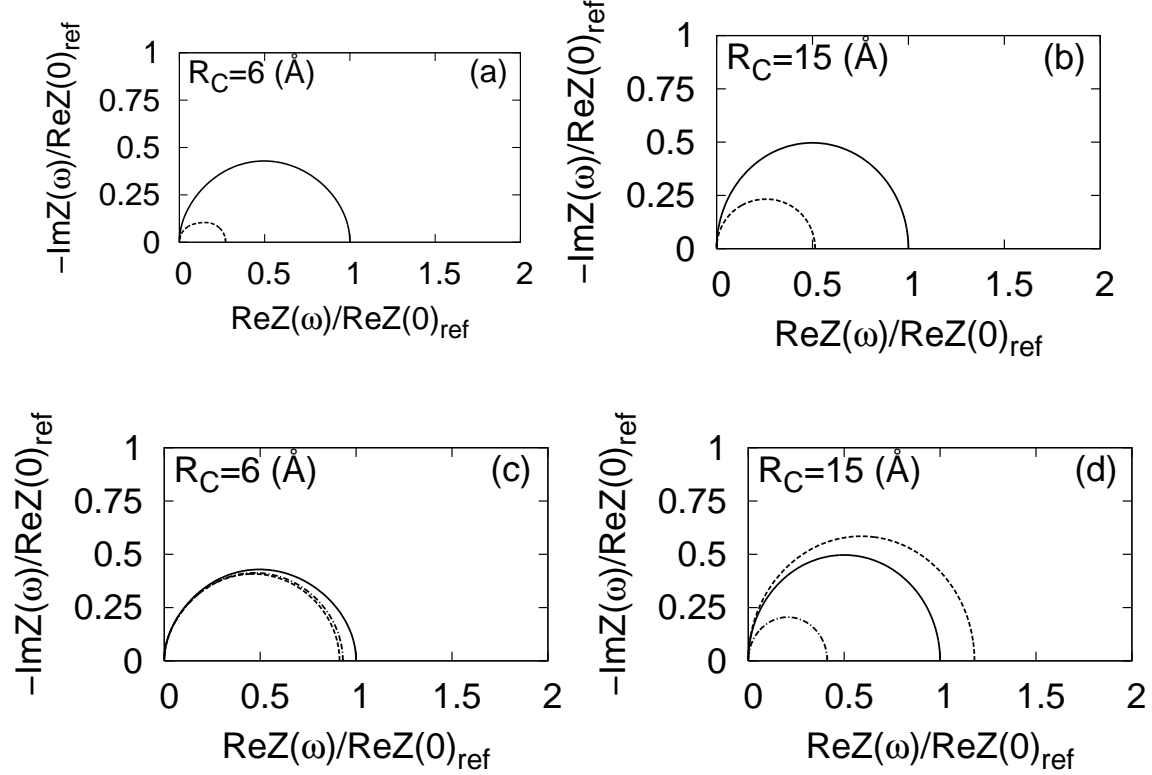 R_C=6 (Å) (a)
−ImZ(ω)/ReZ(0)_ref
1
0.75
0.5
0.25
0
0 0.5 1 1.5 2
ReZ(ω)/ReZ(0)_ref
R_C=15 (Å) (b)
−ImZ(ω)/ReZ(0)_ref
1
0.75
0.5
0.25
0
0 0.5 1 1.5 2
ReZ(ω)/ReZ(0)_ref
R_C=6 (Å) (c)
−ImZ(ω)/ReZ(0)_ref
1
0.75
0.5
0.25
0
0 0.5 1 1.5 2
ReZ(ω)/ReZ(0)_ref
R_C=15 (Å) (d)
−ImZ(ω)/ReZ(0)_ref
1
0.75
0.5
0.25
0
0 0.5 1 1.5 2
ReZ(ω)/ReZ(0)_ref